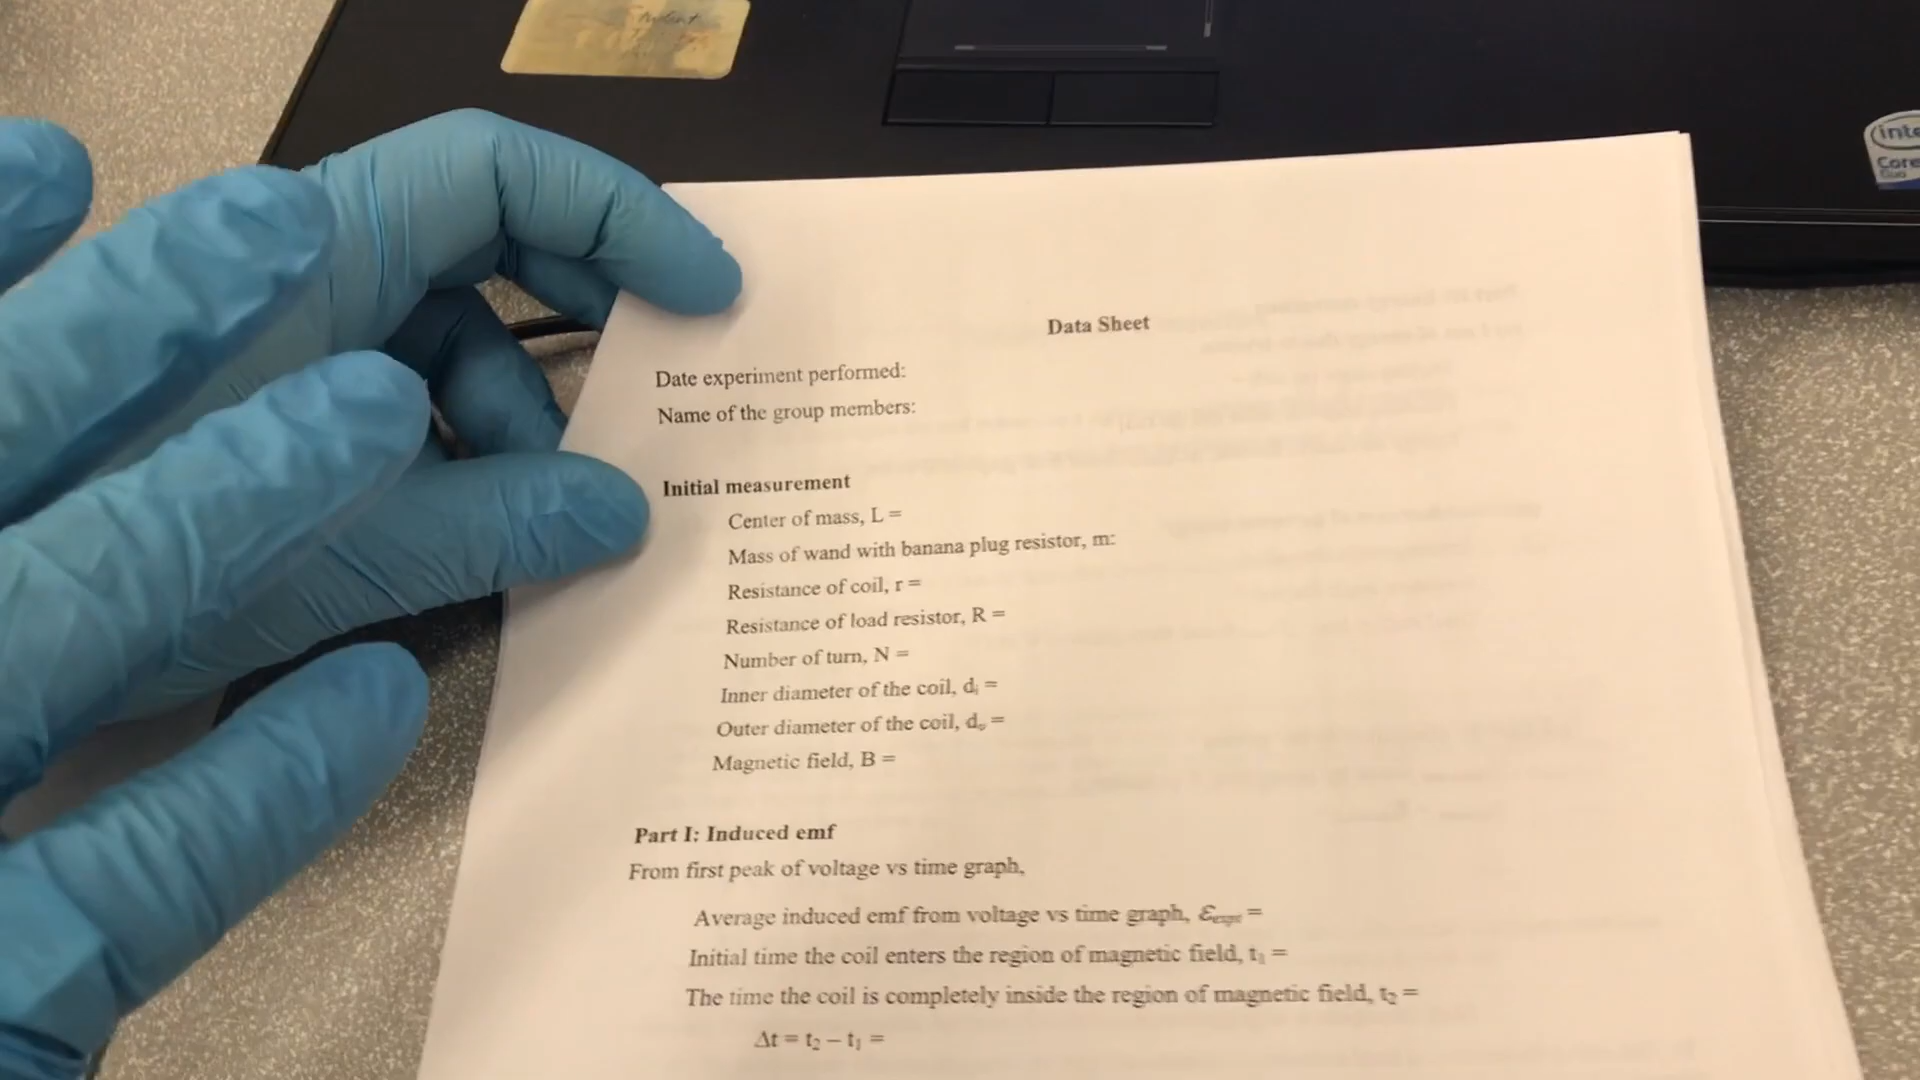 inte
Core
Duo
Data Sheet
Date experiment performed:
Name of the group members:
Initial measurement
Center of mass, L =
Mass of wand with banana plug resistor, m:
Resistance of coil, r =
Resistance of load resistor, R =
Number of turn, N =
Inner diameter of the coil, dᵢ =
Outer diameter of the coil, dₒ =
Magnetic field, B =
Part I: Induced emf
From first peak of voltage vs time graph,
Average induced emf from voltage vs time graph, ℰexpt =
Initial time the coil enters the region of magnetic field, t₁ =
The time the coil is completely inside the region of magnetic field, t₂ =
Δt = t₂ – t₁ =